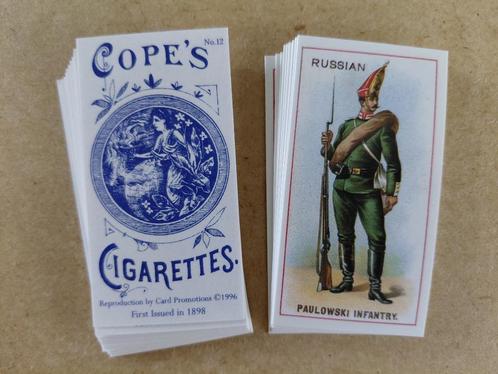 No.12
COPE'S
CIGARETTES.
Reproduction by Card Promotions ©1996
First Issued in 1898
RUSSIAN
PAULOWSKI INFANTRY.